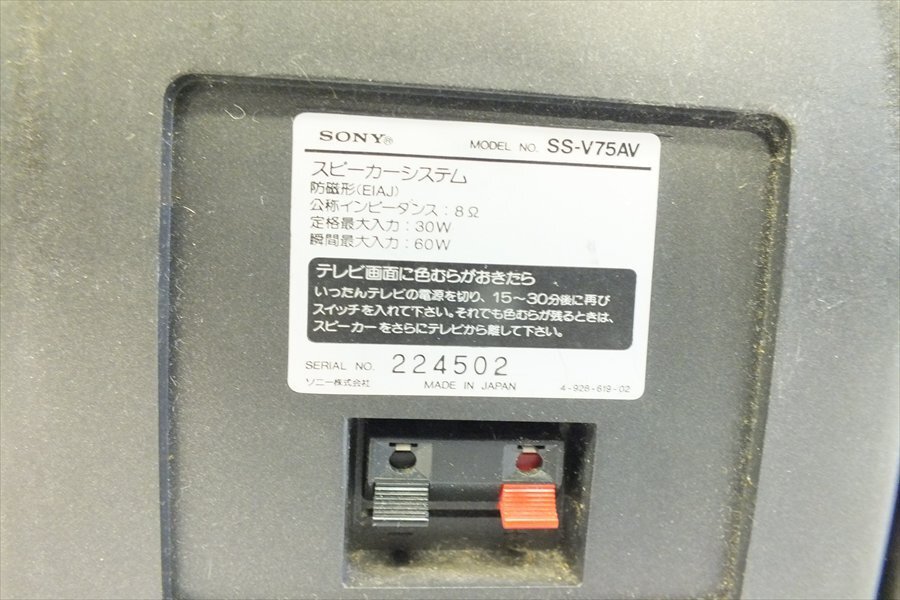 SONY® MODEL NO. SS-V75AV
スピーカーシステム
防磁形(EIAJ)
公称インピーダンス：8Ω
定格最大入力：30W
瞬間最大入力：60W
テレビ画面に色むらがおきたら
いったんテレビの電源を切り、15〜30分後に再び
スイッチを入れて下さい。それでも色むらが残るときは、
スピーカーをさらにテレビから離して下さい。
SERIAL NO. 224502
ソニー株式会社 MADE IN JAPAN 4-928-619-02